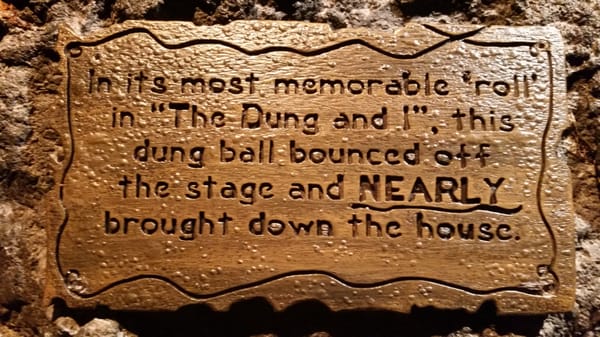 In its most memorable 'roll'
in "The Dung and I", this
dung ball bounced off
the stage and NEARLY
brought down the house.